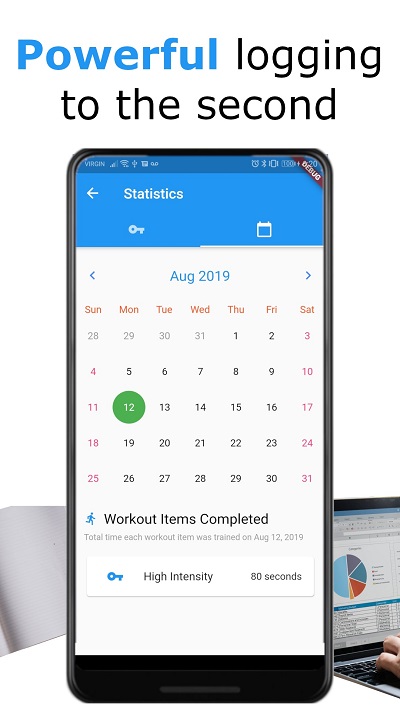 Powerful logging
to the second
VIRGIN 100 20
DEBUG
Statistics
Aug 2019
Sun Mon Tue Wed Thu Fri Sat
28 29 30 31 1 2 3
4 5 6 7 8 9 10
11 12 13 14 15 16 17
18 19 20 21 22 23 24
25 26 27 28 29 30 31
Workout Items Completed
Total time each workout item was trained on Aug 12, 2019
High Intensity 80 seconds